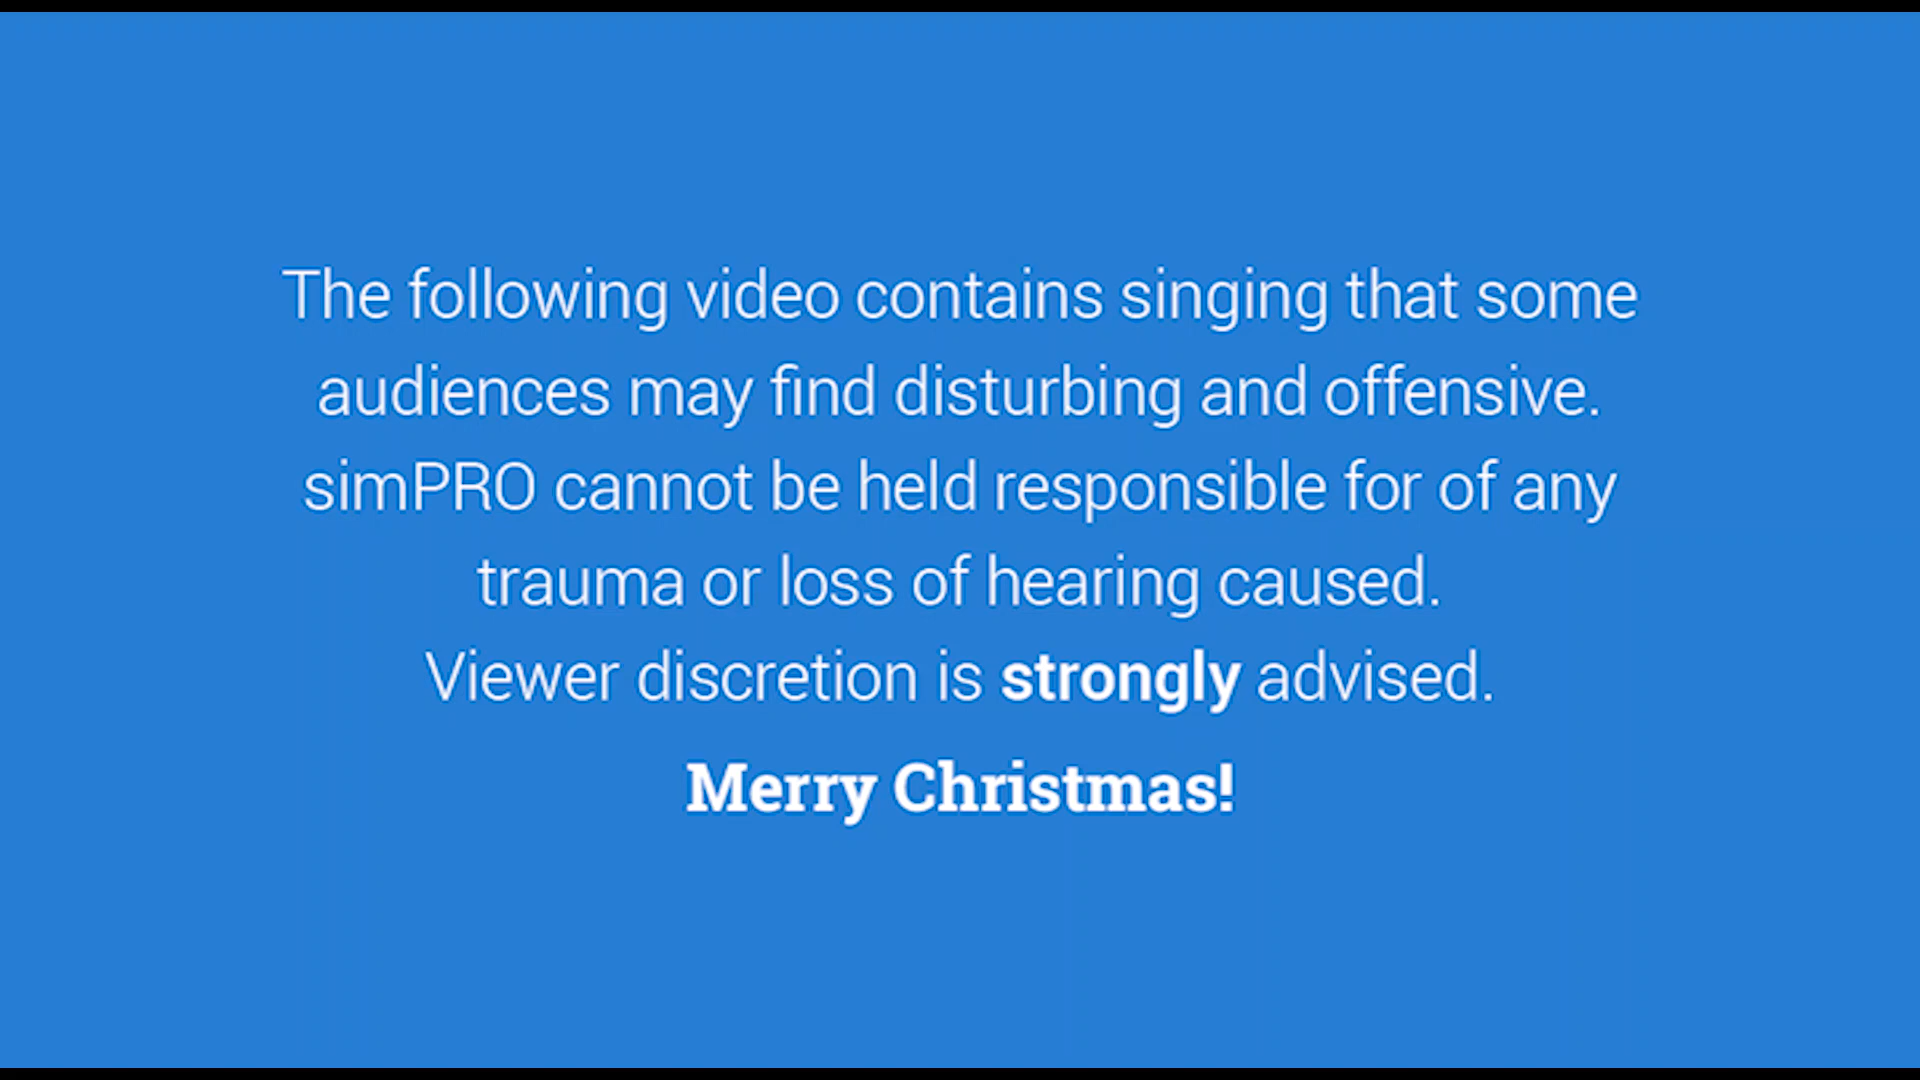 The following video contains singing that some
audiences may find disturbing and offensive.
simPRO cannot be held responsible for of any
trauma or loss of hearing caused.
Viewer discretion is strongly advised.
Merry Christmas!